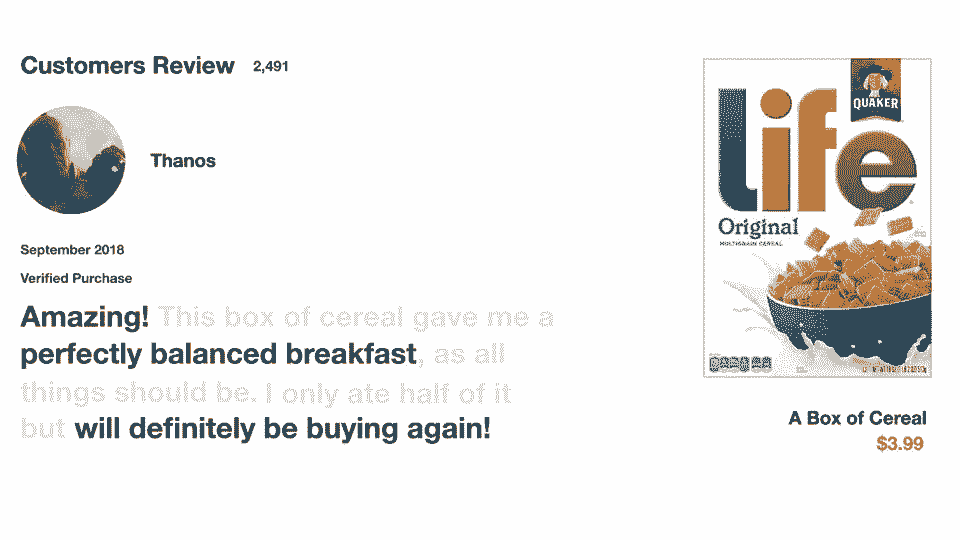 Customers Review 2,491
Thanos
September 2018
Verified Purchase
Amazing! This box of cereal gave me a
perfectly balanced breakfast, as all
things should be. I only ate half of it
but will definitely be buying again!
QUAKER
life
Original
MULTIGRAIN CEREAL
A Box of Cereal
$3.99